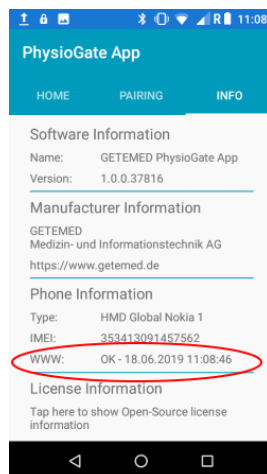 R 11:08
PhysioGate App
HOME PAIRING INFO
Software Information
Name: GETEMED PhysioGate App
Version: 1.0.0.37816
Manufacturer Information
GETEMED
Medizin- und Informationstechnik AG
https://www.getemed.de
Phone Information
Type: HMD Global Nokia 1
IMEI: 353413091457562
WWW: OK - 18.06.2019 11:08:46
License Information
Tap here to show Open-Source license
information